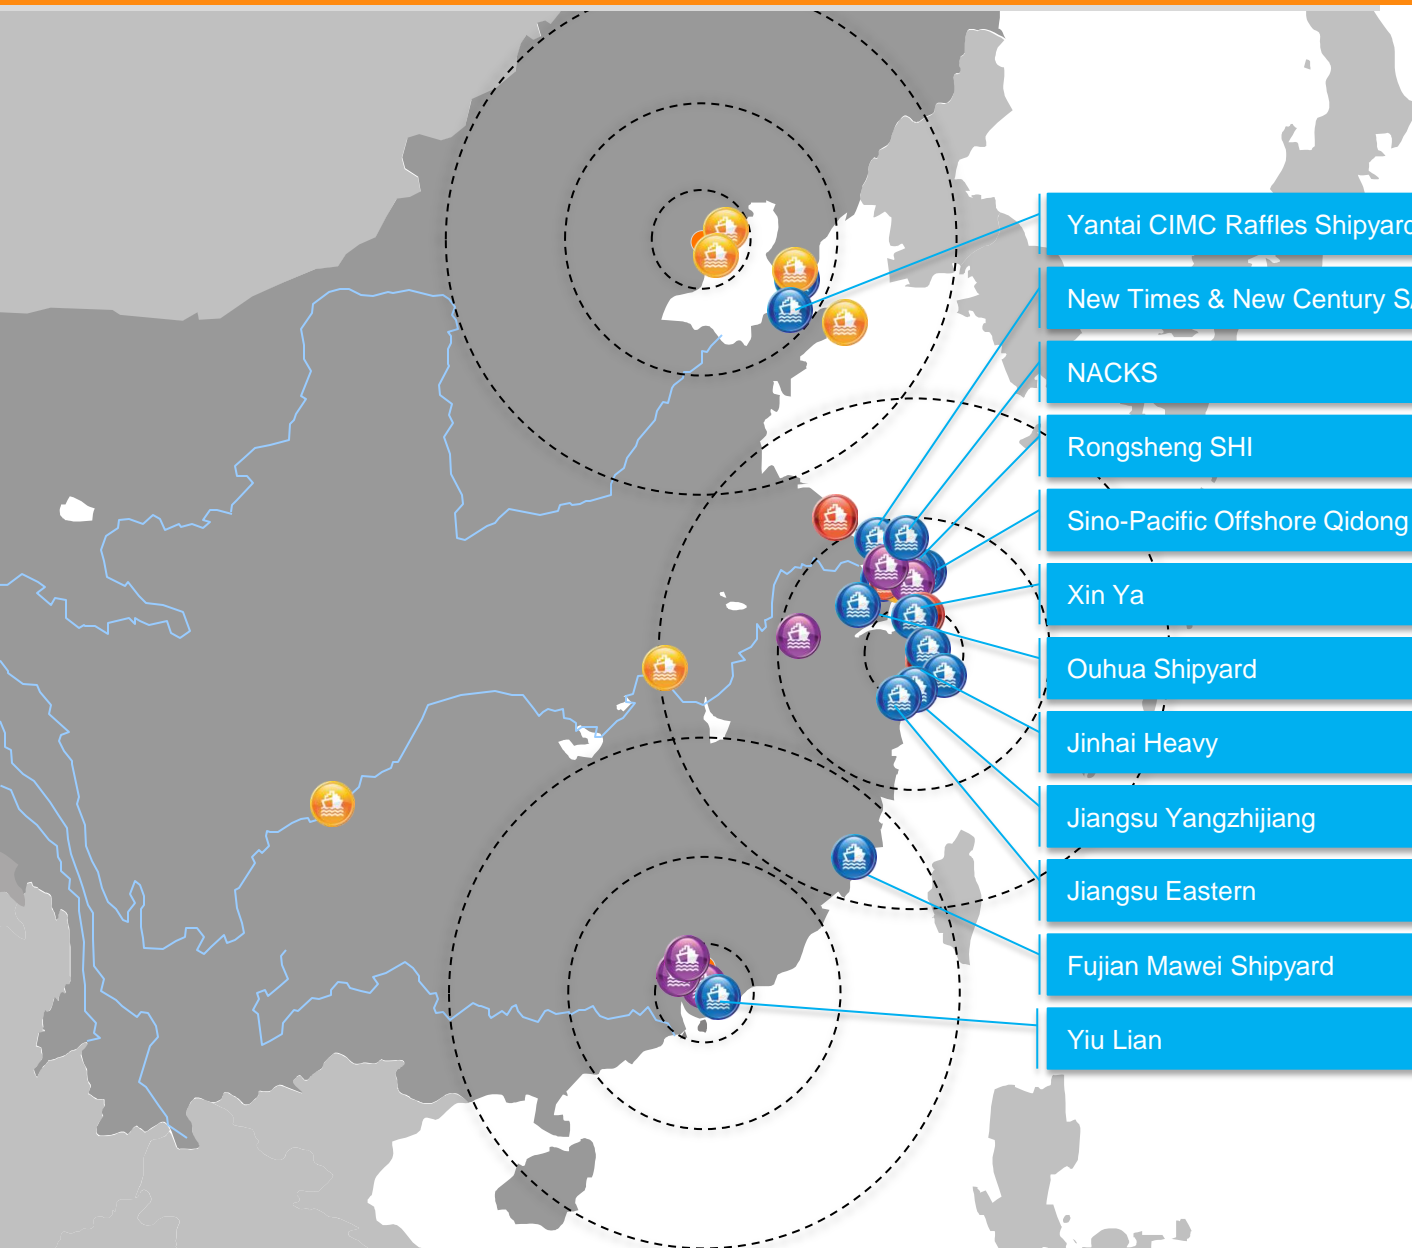 Yantai CIMC Raffles Shipyard
New Times & New Century
NACKS
Rongsheng SHI
Sino-Pacific Offshore Qidong
Xin Ya
Ouhua Shipyard
Jinhai Heavy
Jiangsu Yangzhijiang
Jiangsu Eastern
Fujian Mawei Shipyard
Yiu Lian